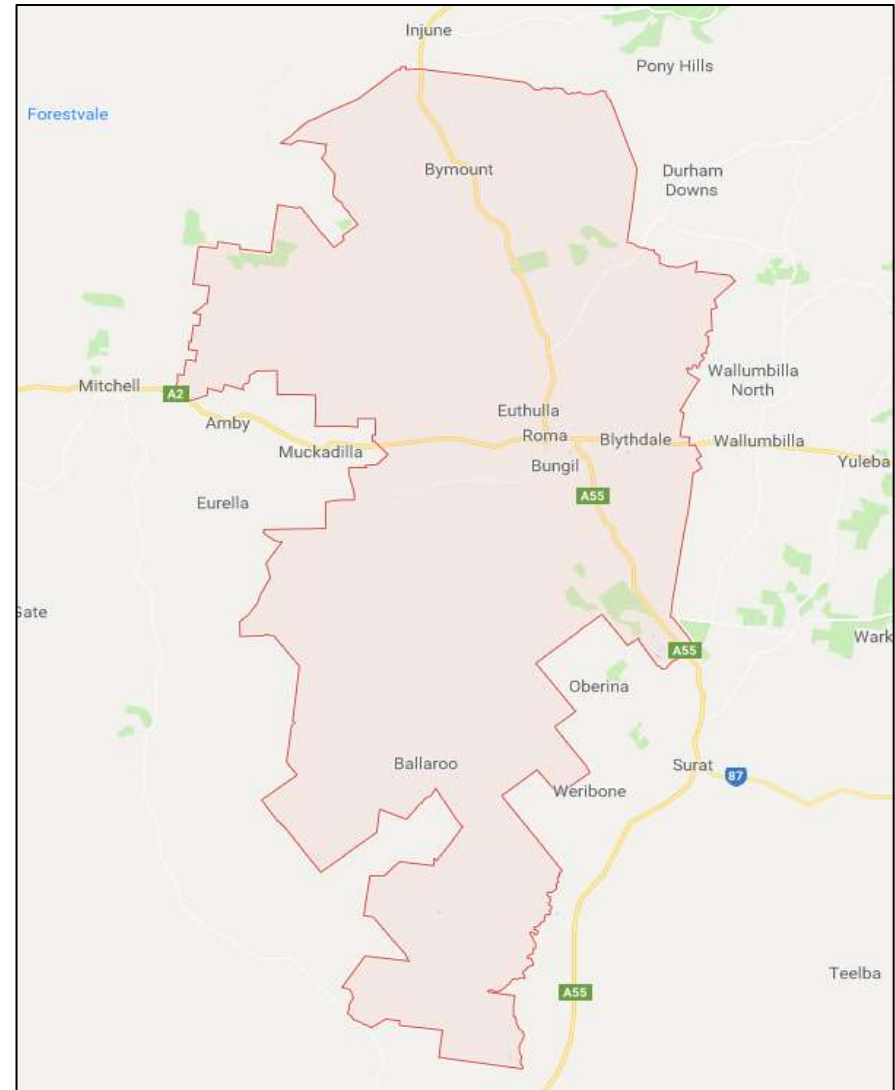 Injune
Pony Hills
Forestvale
Bymount
Durham
Downs
Wallumbilla
North
Mitchell
A2
Amby
Euthulla
Roma
Blythdale
Wallumbilla
Muckadilla
Bungil
Yuleba
A55
Eurella
Gate
Wark
A55
Oberina
Ballaroo
Surat
87
Weribone
Teelba
A55